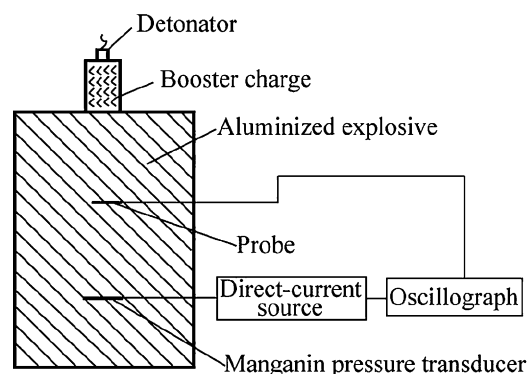 Detonator
Booster charge
Aluminized explosive
Probe
Direct-current
source
Oscillograph
Manganin pressure transducer